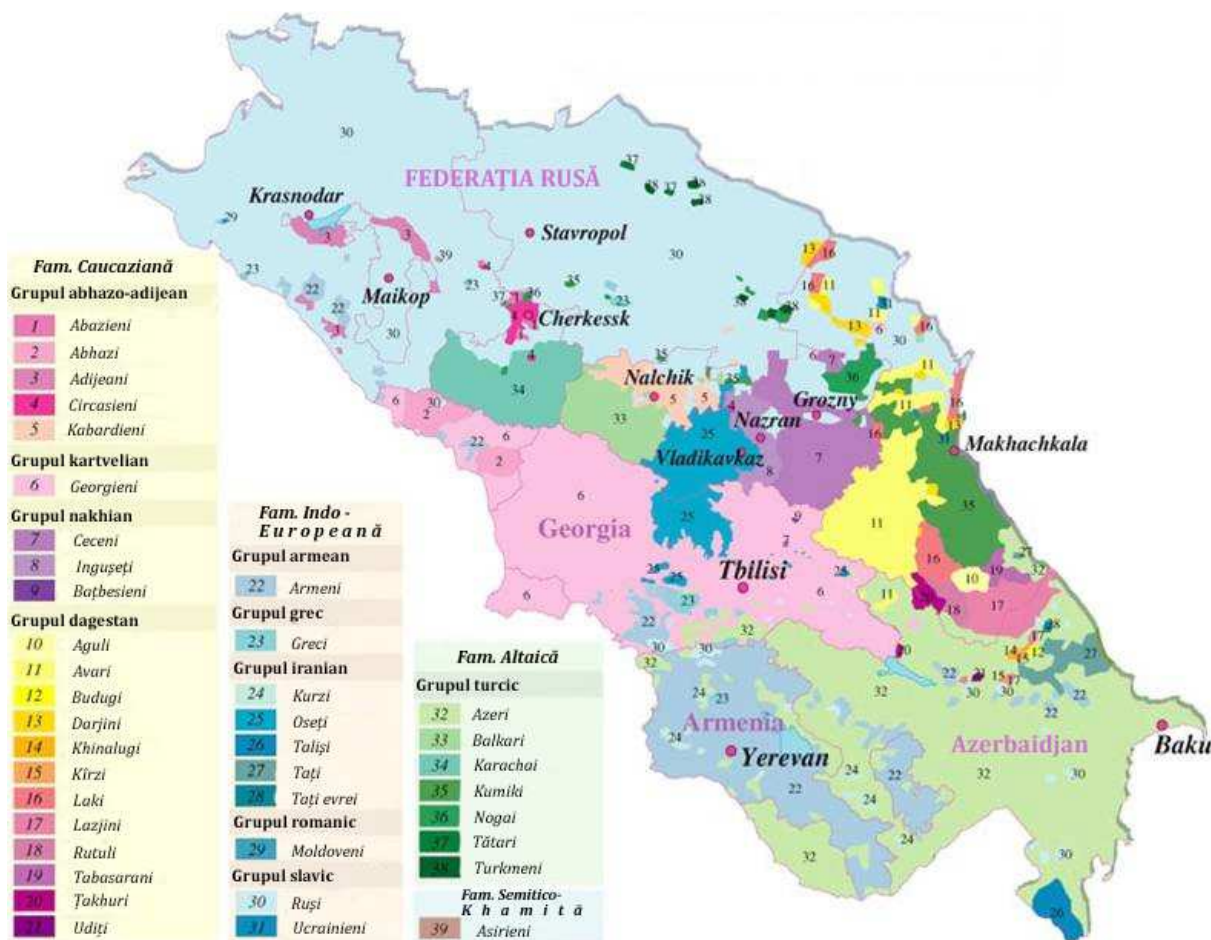 FEDERAȚIA RUSĂ
Krasnodar
Stavropol
Maikop
Cherkessk
Nalchik
Grozny
Nazran
Vladikavkaz
Makhachkala
Georgia
Tbilisi
Armenia
Yerevan
Azerbaidjan
Baku
Fam. Caucaziană
Grupul abhazo-adijean
1 Abazieni
2 Abhazi
3 Adijeani
4 Circasieni
5 Kabardieni
Grupul kartvelian
6 Georgieni
Grupul nakhian
7 Ceceni
8 Ingușeți
9 Bațbesieni
Grupul dagestan
10 Aguli
11 Avari
12 Budugi
13 Darjini
14 Khinalugi
15 Kîrzi
16 Laki
17 Lazjini
18 Rutuli
19 Tabasarani
20 Țakhuri
21 Udiți
Fam. Indo -
Europeană
Grupul armean
22 Armeni
Grupul grec
23 Greci
Grupul iranian
24 Kurzi
25 Oseți
26 Taliși
27 Tați
28 Tați evrei
Grupul romanic
29 Moldoveni
Grupul slavic
30 Ruși
31 Ucrainieni
Fam. Altaică
Grupul turcic
32 Azeri
33 Balkari
34 Karachai
35 Kumiki
36 Nogai
37 Tătari
38 Turkmeni
Fam. Semitico-
Khamită
39 Asirieni